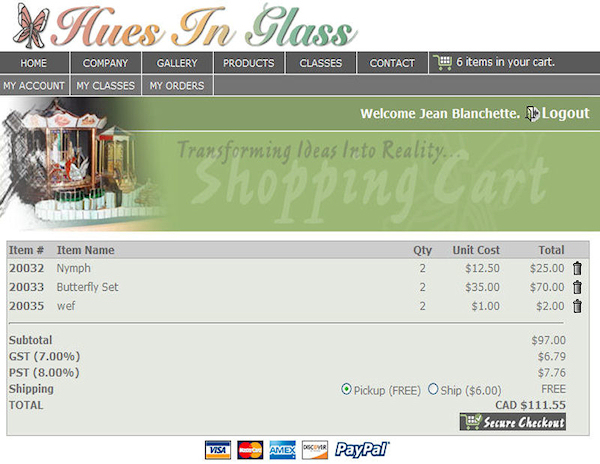 Hues In Glass
HOME COMPANY GALLERY PRODUCTS CLASSES CONTACT 6 items in your cart.
MY ACCOUNT MY CLASSES MY ORDERS
Welcome Jean Blanchette. Logout
Transforming Ideas Into Reality...
Shopping Cart
Item # Item Name Qty Unit Cost Total
20032 Nymph 2 $12.50 $25.00
20033 Butterfly Set 2 $35.00 $70.00
20035 wef 2 $1.00 $2.00
Subtotal $97.00
GST (7.00%) $6.79
PST (8.00%) $7.76
Shipping Pickup (FREE) Ship ($6.00) FREE
TOTAL CAD $111.55
Secure Checkout
VISA MasterCard AMEX DISCOVER PayPal